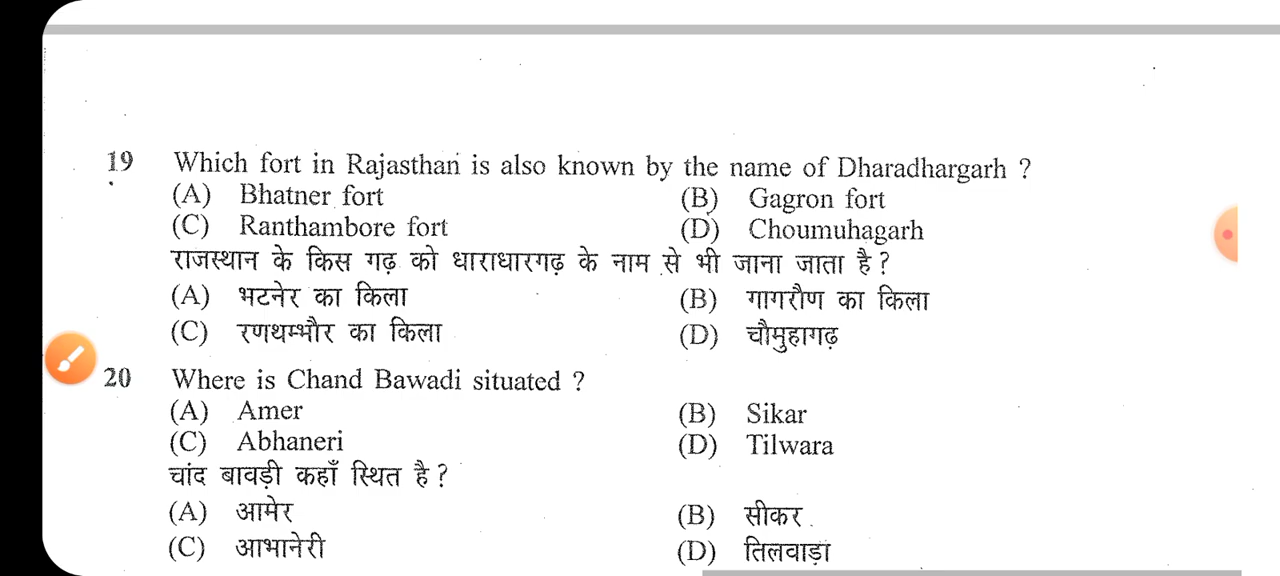 19 Which fort in Rajasthan is also known by the name of Dharadhargarh ?
(A) Bhatner fort (B) Gagron fort
(C) Ranthambore fort (D) Choumuhagarh
राजस्थान के किस गढ़ को धाराधारगढ़ के नाम से भी जाना जाता है ?
(A) भटनेर का किला (B) गागरौण का किला
(C) रणथम्भौर का किला (D) चौमुहागढ़
20 Where is Chand Bawadi situated ?
(A) Amer (B) Sikar
(C) Abhaneri (D) Tilwara
चांद बावड़ी कहाँ स्थित है ?
(A) आमेर (B) सीकर
(C) आभानेरी (D) तिलवाड़ा